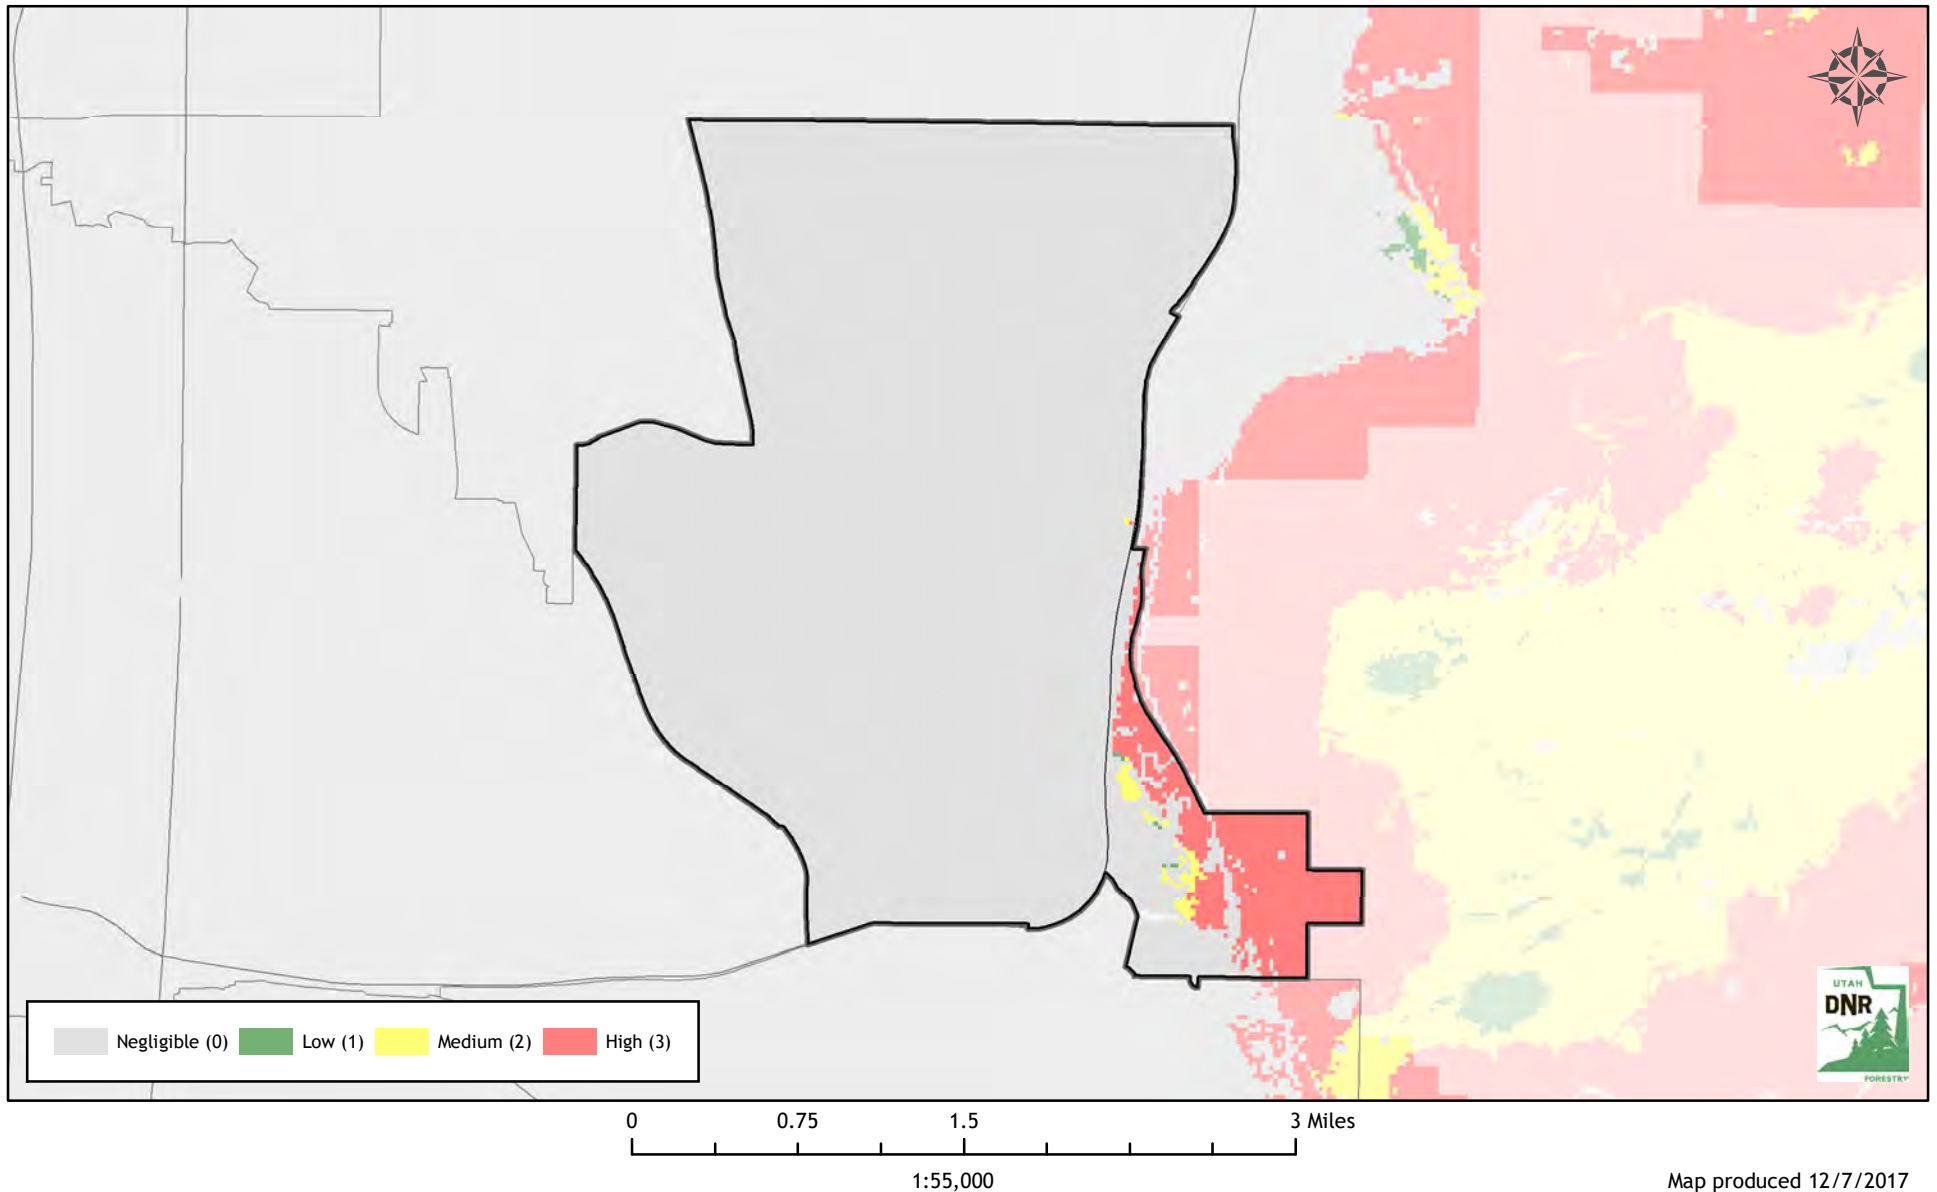 UTAH
DNR
FORESTRY
Negligible (0) Low (1) Medium (2) High (3)
0 0.75 1.5 3 Miles
1:55,000
Map produced 12/7/2017